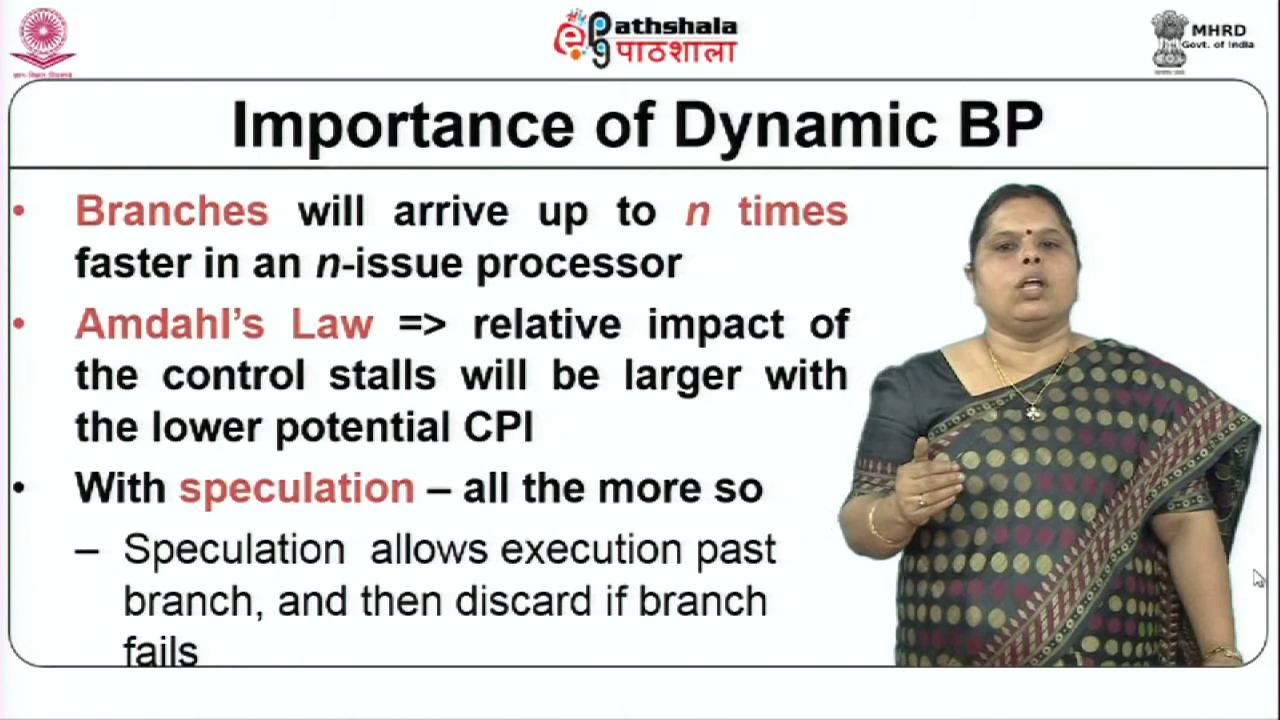 ePathshala
पाठशाला
MHRD
Govt. of India
Importance of Dynamic BP
• Branches will arrive up to n times
faster in an n-issue processor
• Amdahl’s Law => relative impact of
the control stalls will be larger with
the lower potential CPI
• With speculation – all the more so
– Speculation allows execution past
branch, and then discard if branch
fails